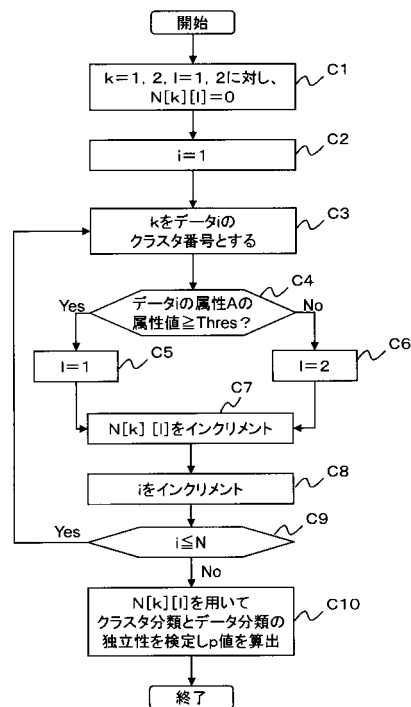 開始
k=1, 2, l=1, 2に対し、
N[k][l]=0
C1
i=1
C2
kをデータiの
クラスタ番号とする
C3
データiの属性Aの
属性値≧Thres?
C4
Yes
No
l=1
C5
l=2
C6
N[k] [l]をインクリメント
C7
iをインクリメント
C8
i≦N
C9
Yes
No
N[k][l]を用いて
クラスタ分類とデータ分類の
独立性を検定しp値を算出
C10
終了